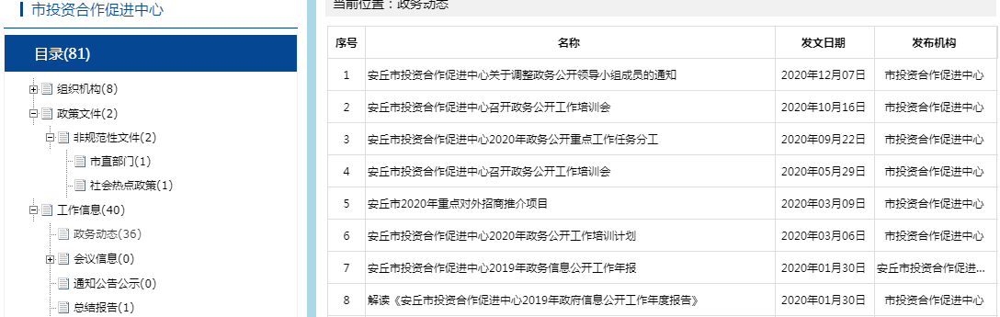 市投资合作促进中心
目录(81)
组织机构(8)
政策文件(2)
非规范性文件(2)
市直部门(1)
社会热点政策(1)
工作信息(40)
政务动态(36)
会议信息(0)
通知公告公示(0)
总结报告(1)
当前位置：政务动态
序号 名称 发文日期 发布机构
1 安丘市投资合作促进中心关于调整政务公开领导小组成员的通知 2020年12月07日 市投资合作促进中心
2 安丘市投资合作促进中心召开政务公开工作培训会 2020年10月16日 市投资合作促进中心
3 安丘市投资合作促进中心2020年政务公开重点工作任务分工 2020年09月22日 市投资合作促进中心
4 安丘市投资合作促进中心召开政务公开工作培训会 2020年05月29日 市投资合作促进中心
5 安丘市2020年重点对外招商推介项目 2020年03月09日 市投资合作促进中心
6 安丘市投资合作促进中心2020年政务公开工作培训计划 2020年03月06日 市投资合作促进中心
7 安丘市投资合作促进中心2019年政务信息公开工作年报 2020年01月30日 安丘市投资合作促进...
8 解读《安丘市投资合作促进中心2019年政府信息公开工作年度报告》 2020年01月30日 市投资合作促进中心